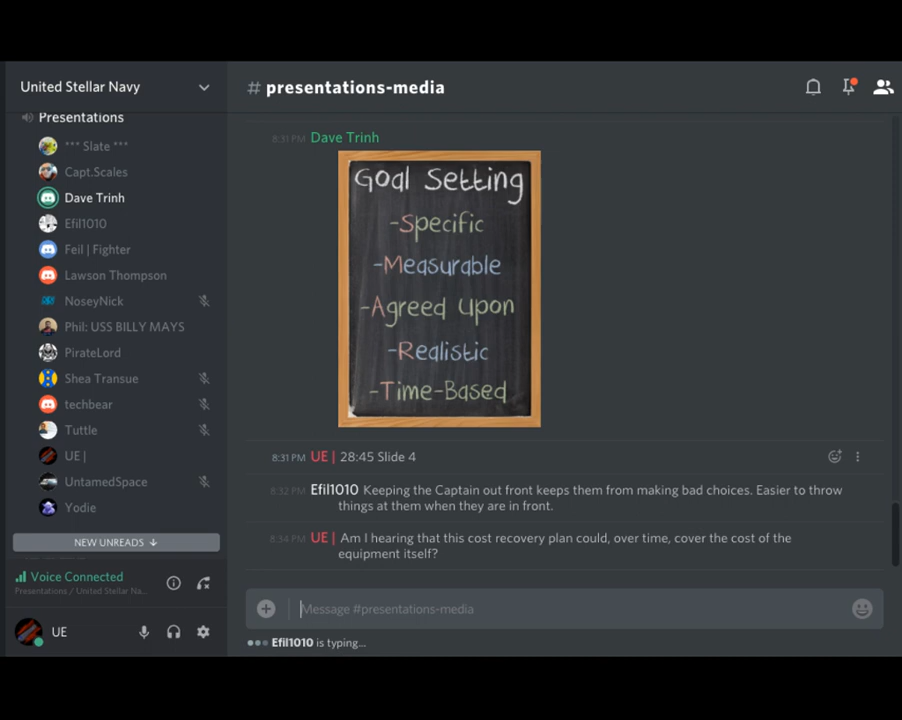 United Stellar Navy
Presentations
*** Slate ***
Capt.Scales
Dave Trinh
Efil1010
Feil | Fighter
Lawson Thompson
NoseyNick
Phil: USS BILLY MAYS
PirateLord
Shea Transue
techbear
Tuttle
UE |
UntamedSpace
Yodie
NEW UNREADS
Voice Connected
Presentations / United Stellar Na...
UE
# presentations-media
8:31 PM Dave Trinh
Goal Setting
-Specific
-Measurable
-Agreed Upon
-Realistic
-Time-Based
8:31 PM UE | 28:45 Slide 4
8:32 PM Efil1010 Keeping the Captain out front keeps them from making bad choices. Easier to throw
things at them when they are in front.
8:34 PM UE | Am I hearing that this cost recovery plan could, over time, cover the cost of the
equipment itself?
Message #presentations-media
Efil1010 is typing...